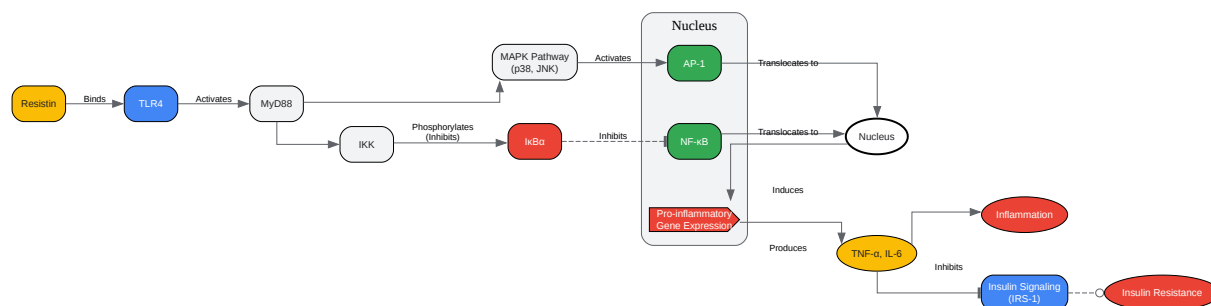 Nucleus
MAPK Pathway
(p38, JNK)
Activates
AP-1
Translocates to
Resistin
Binds
TLR4
Activates
MyD88
Phosphorylates
(Inhibits)
IKK
IκBα
Inhibits
NF-κB
Translocates to
Nucleus
Induces
Pro-inflammatory
Gene Expression
Inflammation
Produces
TNF-α, IL-6
Inhibits
Insulin Signaling
(IRS-1)
Insulin Resistance